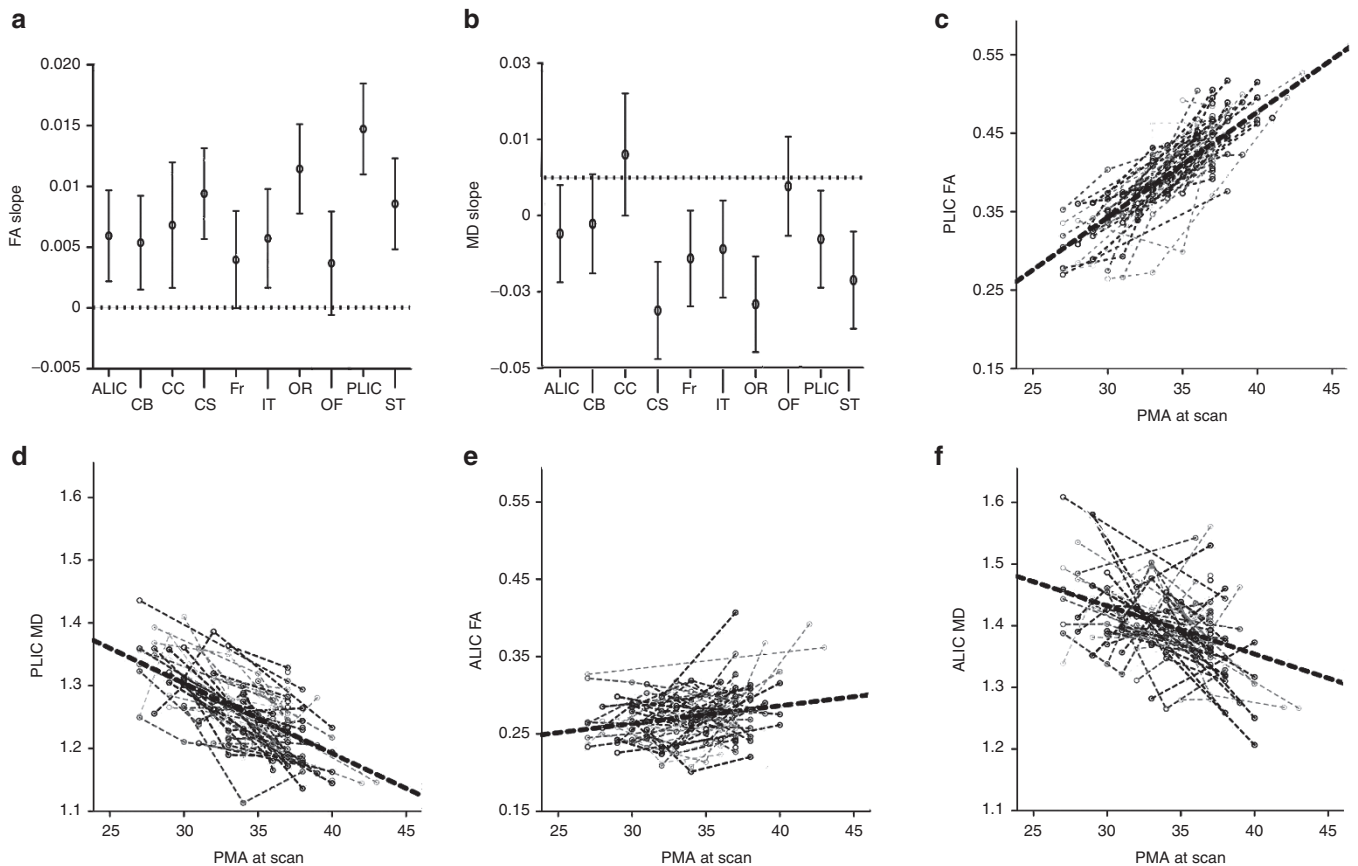 a
FA slope
0.020
0.015
0.010
0.005
0
−0.005
ALIC CC Fr OR PLIC
CB CS IT OF ST
b
MD slope
0.03
0.01
0
−0.03
−0.05
ALIC CC Fr OR PLIC
CB CS IT OF ST
c
PLIC FA
0.55
0.45
0.35
0.25
0.15
25 30 35 40 45
PMA at scan
d
PLIC MD
1.6
1.5
1.4
1.3
1.2
1.1
25 30 35 40 45
PMA at scan
e
ALIC FA
0.55
0.45
0.35
0.25
0.15
25 30 35 40 45
PMA at scan
f
ALIC MD
1.6
1.5
1.4
1.3
1.2
1.1
25 30 35 40 45
PMA at scan